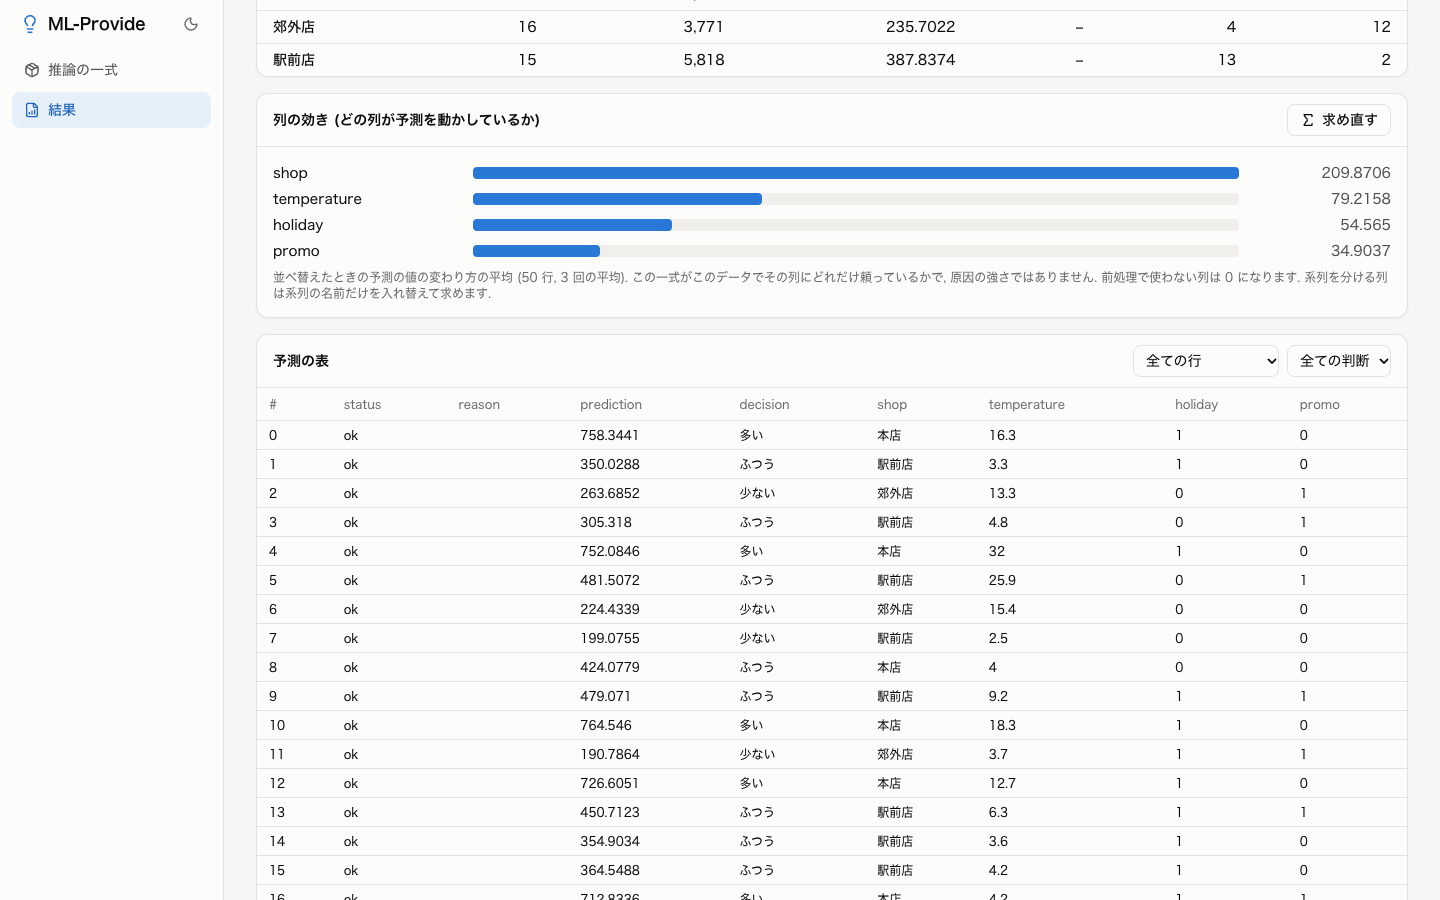 ML-Provide
推論の一式
結果
郊外店 16 3,771 235.7022 – 4 12
駅前店 15 5,818 387.8374 – 13 2
列の効き (どの列が予測を動かしているか)
Σ 求め直す
shop 209.8706
temperature 79.2158
holiday 54.565
promo 34.9037
並べ替えたときの予測の値の変わり方の平均 (50 行, 3 回の平均). この一式がこのデータでその列にどれだけ頼っているかで, 原因の強さではありません. 前処理で使わない列は 0 になります. 系列を分ける列
は系列の名前だけを入れ替えて求めます.
予測の表 全ての行 全ての判断
# status reason prediction decision shop temperature holiday promo
0 ok 758.3441 多い 本店 16.3 1 0
1 ok 350.0288 ふつう 駅前店 3.3 1 0
2 ok 263.6852 少ない 郊外店 13.3 0 1
3 ok 305.318 ふつう 駅前店 4.8 0 1
4 ok 752.0846 多い 本店 32 1 0
5 ok 481.5072 ふつう 駅前店 25.9 0 1
6 ok 224.4339 少ない 郊外店 15.4 0 0
7 ok 199.0755 少ない 駅前店 2.5 0 0
8 ok 424.0779 ふつう 本店 4 0 0
9 ok 479.071 ふつう 駅前店 9.2 1 1
10 ok 764.546 多い 本店 18.3 1 0
11 ok 190.7864 少ない 郊外店 3.7 1 1
12 ok 726.6051 多い 本店 12.7 1 0
13 ok 450.7123 ふつう 駅前店 6.3 1 1
14 ok 354.9034 ふつう 駅前店 3.6 1 0
15 ok 364.5488 ふつう 駅前店 4.2 1 0
16 ok 712.8336 多い 本店 4.2 1 1